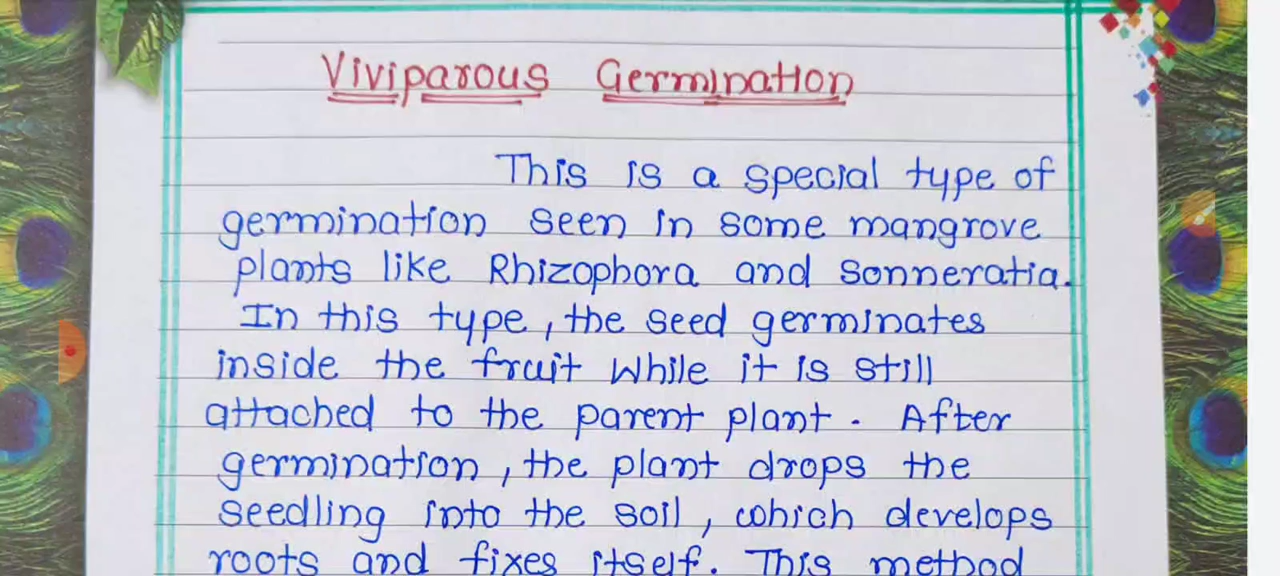 Viviparous Germination
This is a special type of
germination seen in some mangrove
plants like Rhizophora and Sonneratia.
In this type, the seed germinates
inside the fruit while it is still
attached to the parent plant. After
germination, the plant drops the
seedling into the soil, which develops
roots and fixes itself. This method